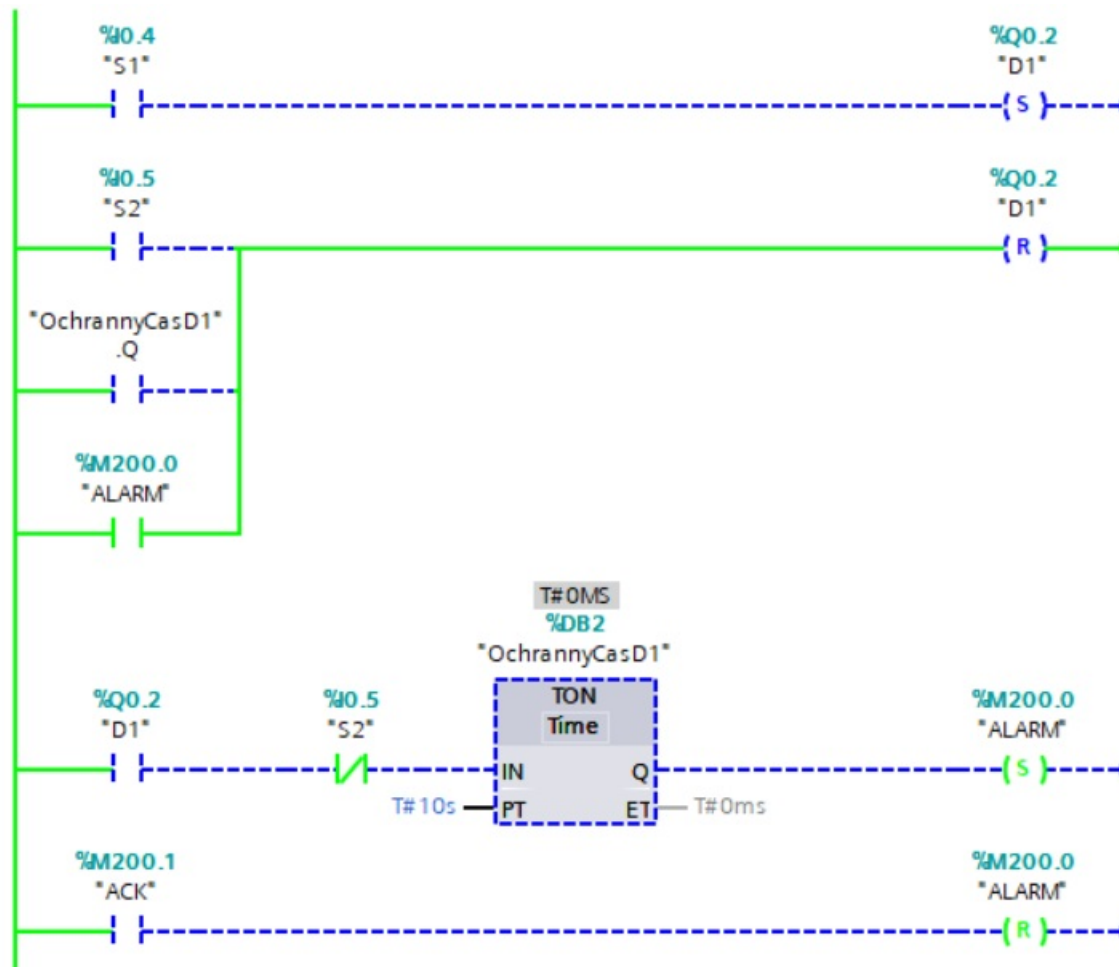 %I0.4
"S1"
%Q0.2
"D1"
S
%I0.5
"S2"
%Q0.2
"D1"
R
"OchrannyCasD1"
.Q
%M200.0
"ALARM"
T#0MS
%DB2
"OchrannyCasD1"
%Q0.2
"D1"
%I0.5
"S2"
TON
Time
%M200.0
"ALARM"
IN
Q
S
T#10s
PT
ET
T#0ms
%M200.1
"ACK"
%M200.0
"ALARM"
R